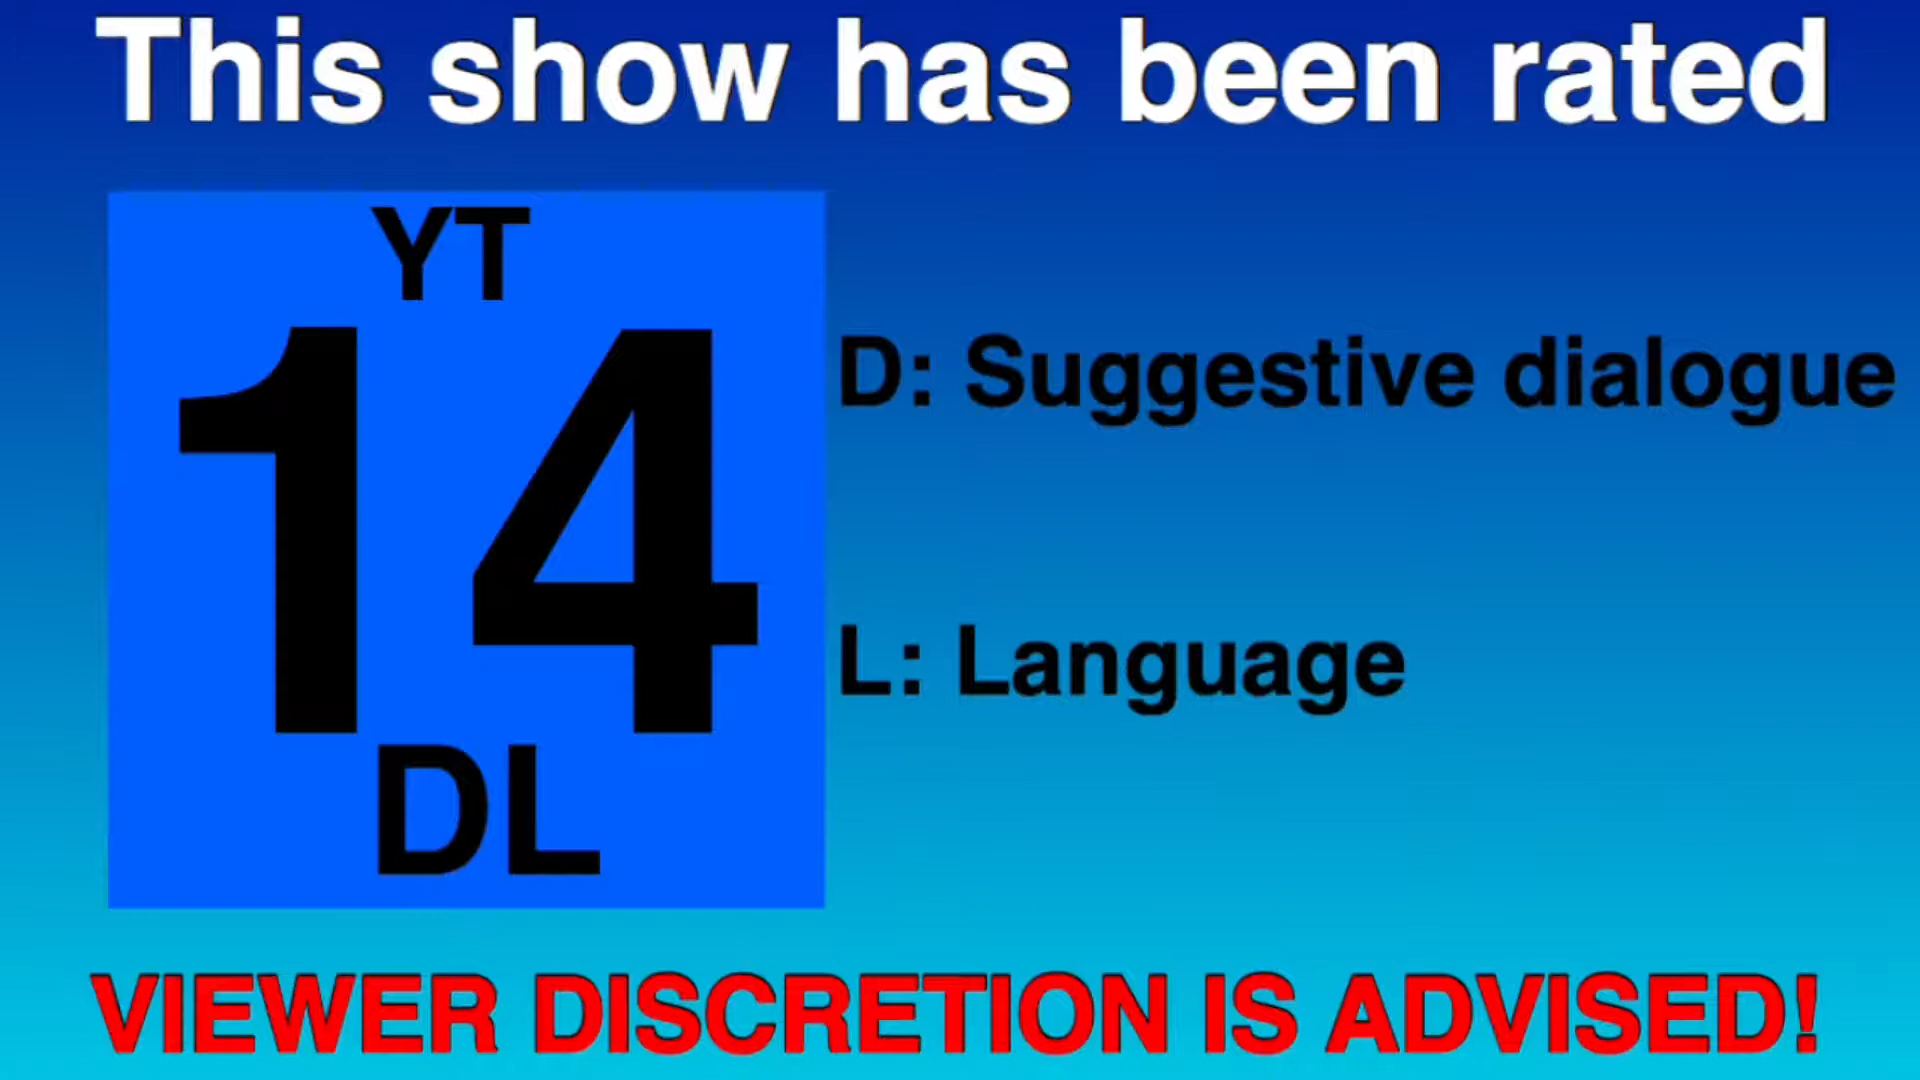 This show has been rated
YT
14
DL
D: Suggestive dialogue
L: Language
VIEWER DISCRETION IS ADVISED!